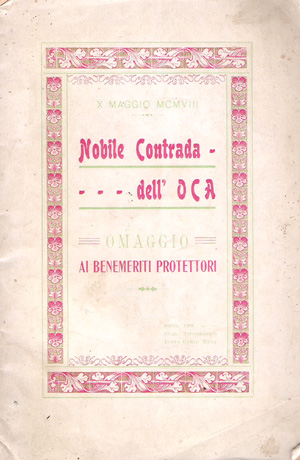 X MAGGIO MCMVIII
Nobile Contrada -
- - - dell' OCA
OMAGGIO
AI BENEMERITI PROTETTORI